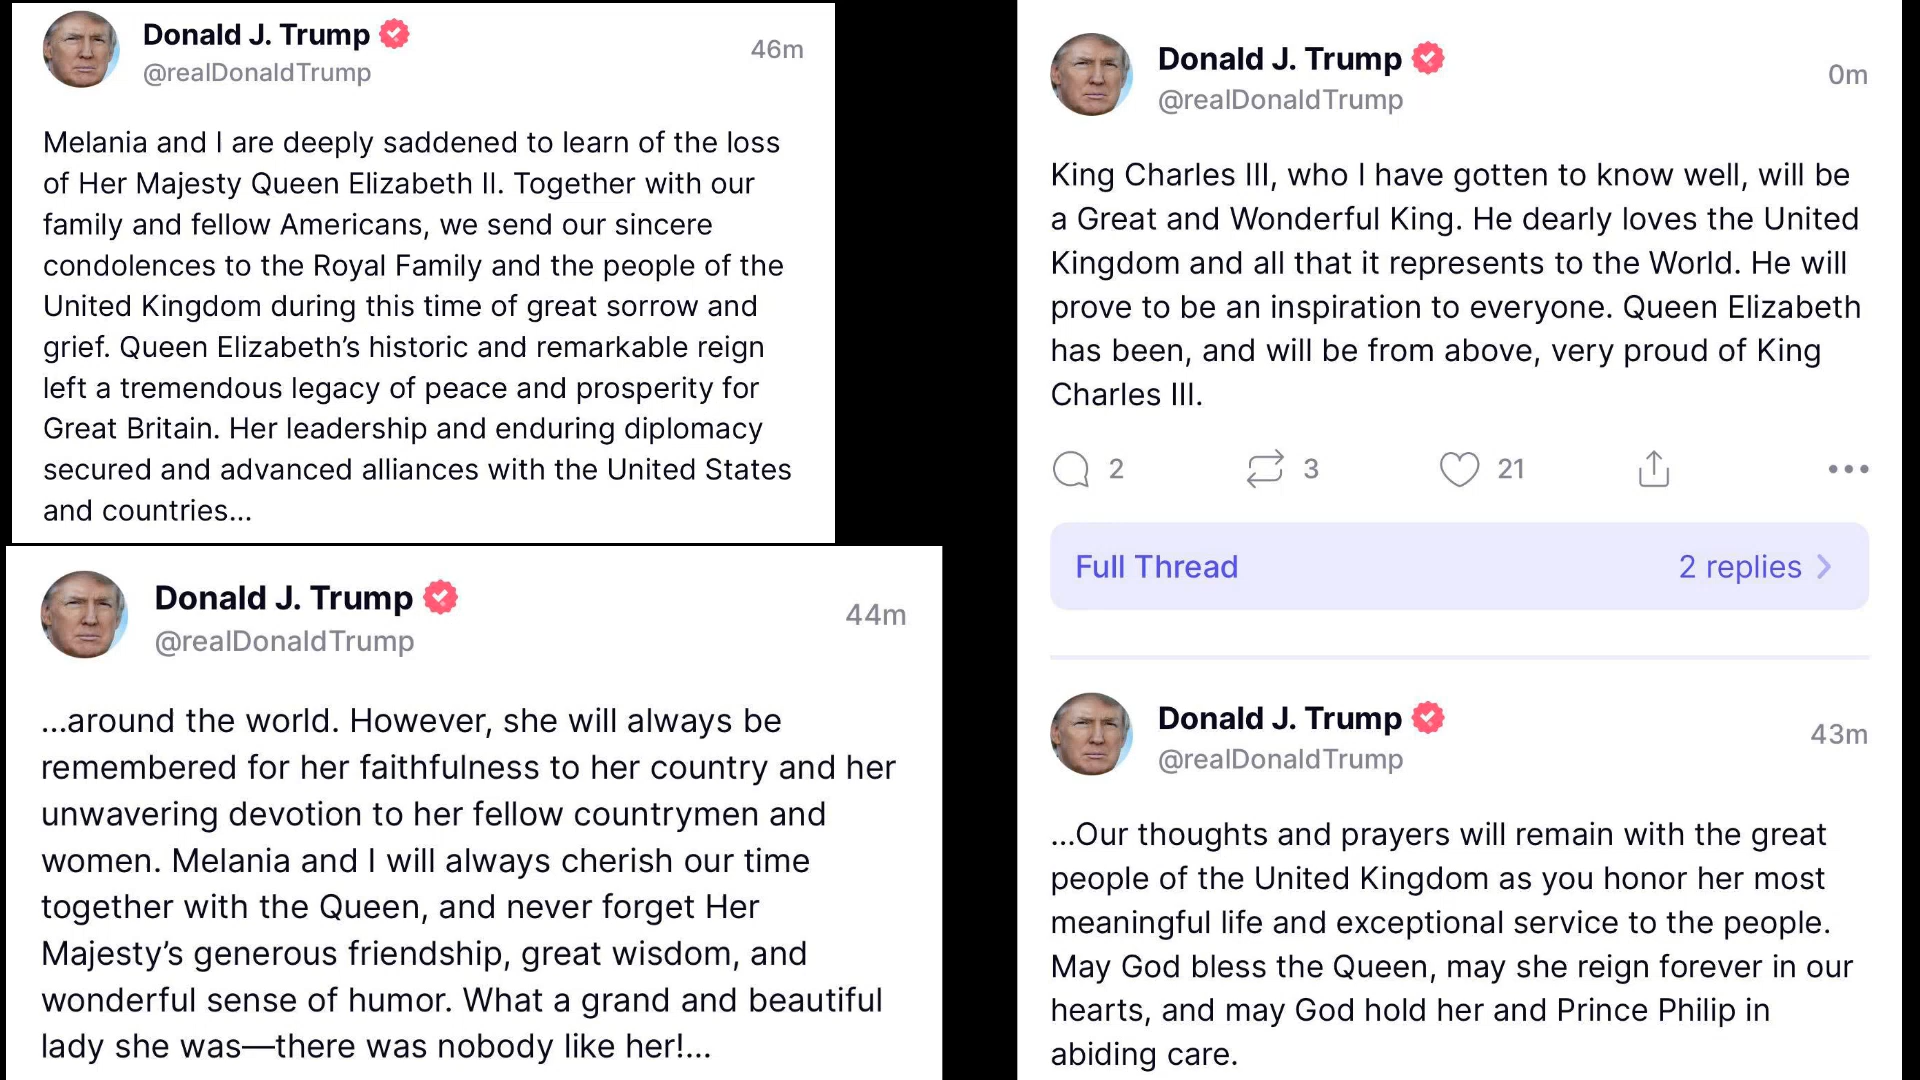 Donald J. Trump
46m
@realDonaldTrump
Melania and I are deeply saddened to learn of the loss
of Her Majesty Queen Elizabeth II. Together with our
family and fellow Americans, we send our sincere
condolences to the Royal Family and the people of the
United Kingdom during this time of great sorrow and
grief. Queen Elizabeth’s historic and remarkable reign
left a tremendous legacy of peace and prosperity for
Great Britain. Her leadership and enduring diplomacy
secured and advanced alliances with the United States
and countries...
Donald J. Trump
44m
@realDonaldTrump
...around the world. However, she will always be
remembered for her faithfulness to her country and her
unwavering devotion to her fellow countrymen and
women. Melania and I will always cherish our time
together with the Queen, and never forget Her
Majesty’s generous friendship, great wisdom, and
wonderful sense of humor. What a grand and beautiful
lady she was—there was nobody like her!...
Donald J. Trump
0m
@realDonaldTrump
King Charles III, who I have gotten to know well, will be
a Great and Wonderful King. He dearly loves the United
Kingdom and all that it represents to the World. He will
prove to be an inspiration to everyone. Queen Elizabeth
has been, and will be from above, very proud of King
Charles III.
2 3 21
Full Thread 2 replies
Donald J. Trump
43m
@realDonaldTrump
...Our thoughts and prayers will remain with the great
people of the United Kingdom as you honor her most
meaningful life and exceptional service to the people.
May God bless the Queen, may she reign forever in our
hearts, and may God hold her and Prince Philip in
abiding care.